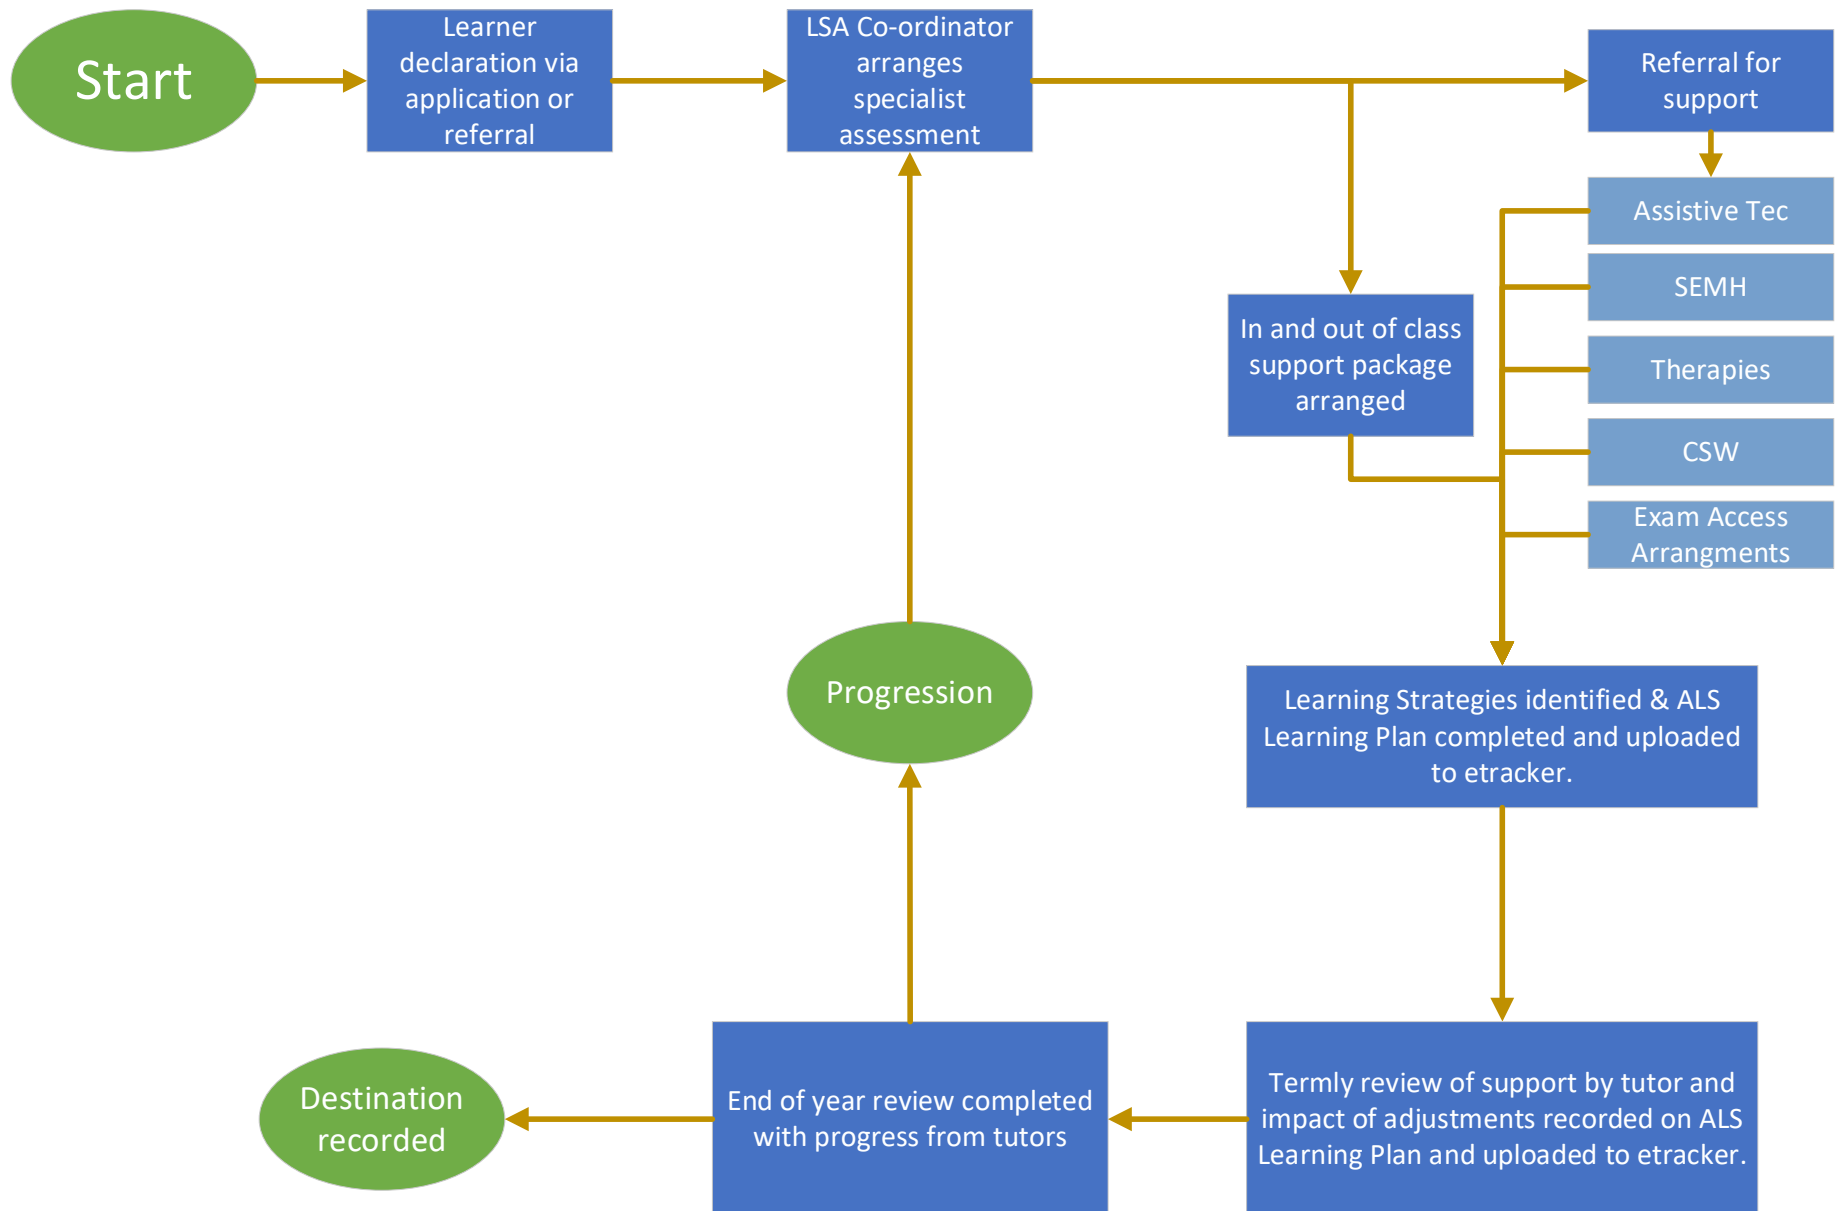 Start
Learner
declaration via
application or
referral
LSA Co-ordinator
arranges
specialist
assessment
Referral for
support
Assistive Tec
SEMH
Therapies
CSW
Exam Access
Arrangments
In and out of class
support package
arranged
Progression
Learning Strategies identified & ALS
Learning Plan completed and uploaded
to etracker.
Termly review of support by tutor and
impact of adjustments recorded on ALS
Learning Plan and uploaded to etracker.
End of year review completed
with progress from tutors
Destination
recorded